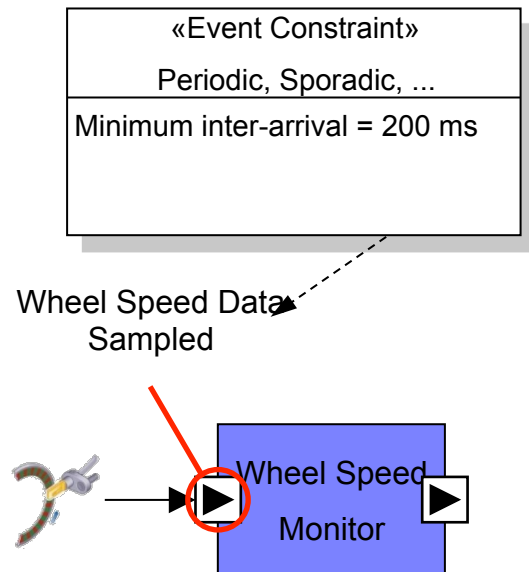 «Event Constraint»
Periodic, Sporadic, ...
Minimum inter-arrival = 200 ms
Wheel Speed Data
Sampled
Wheel Speed
Monitor